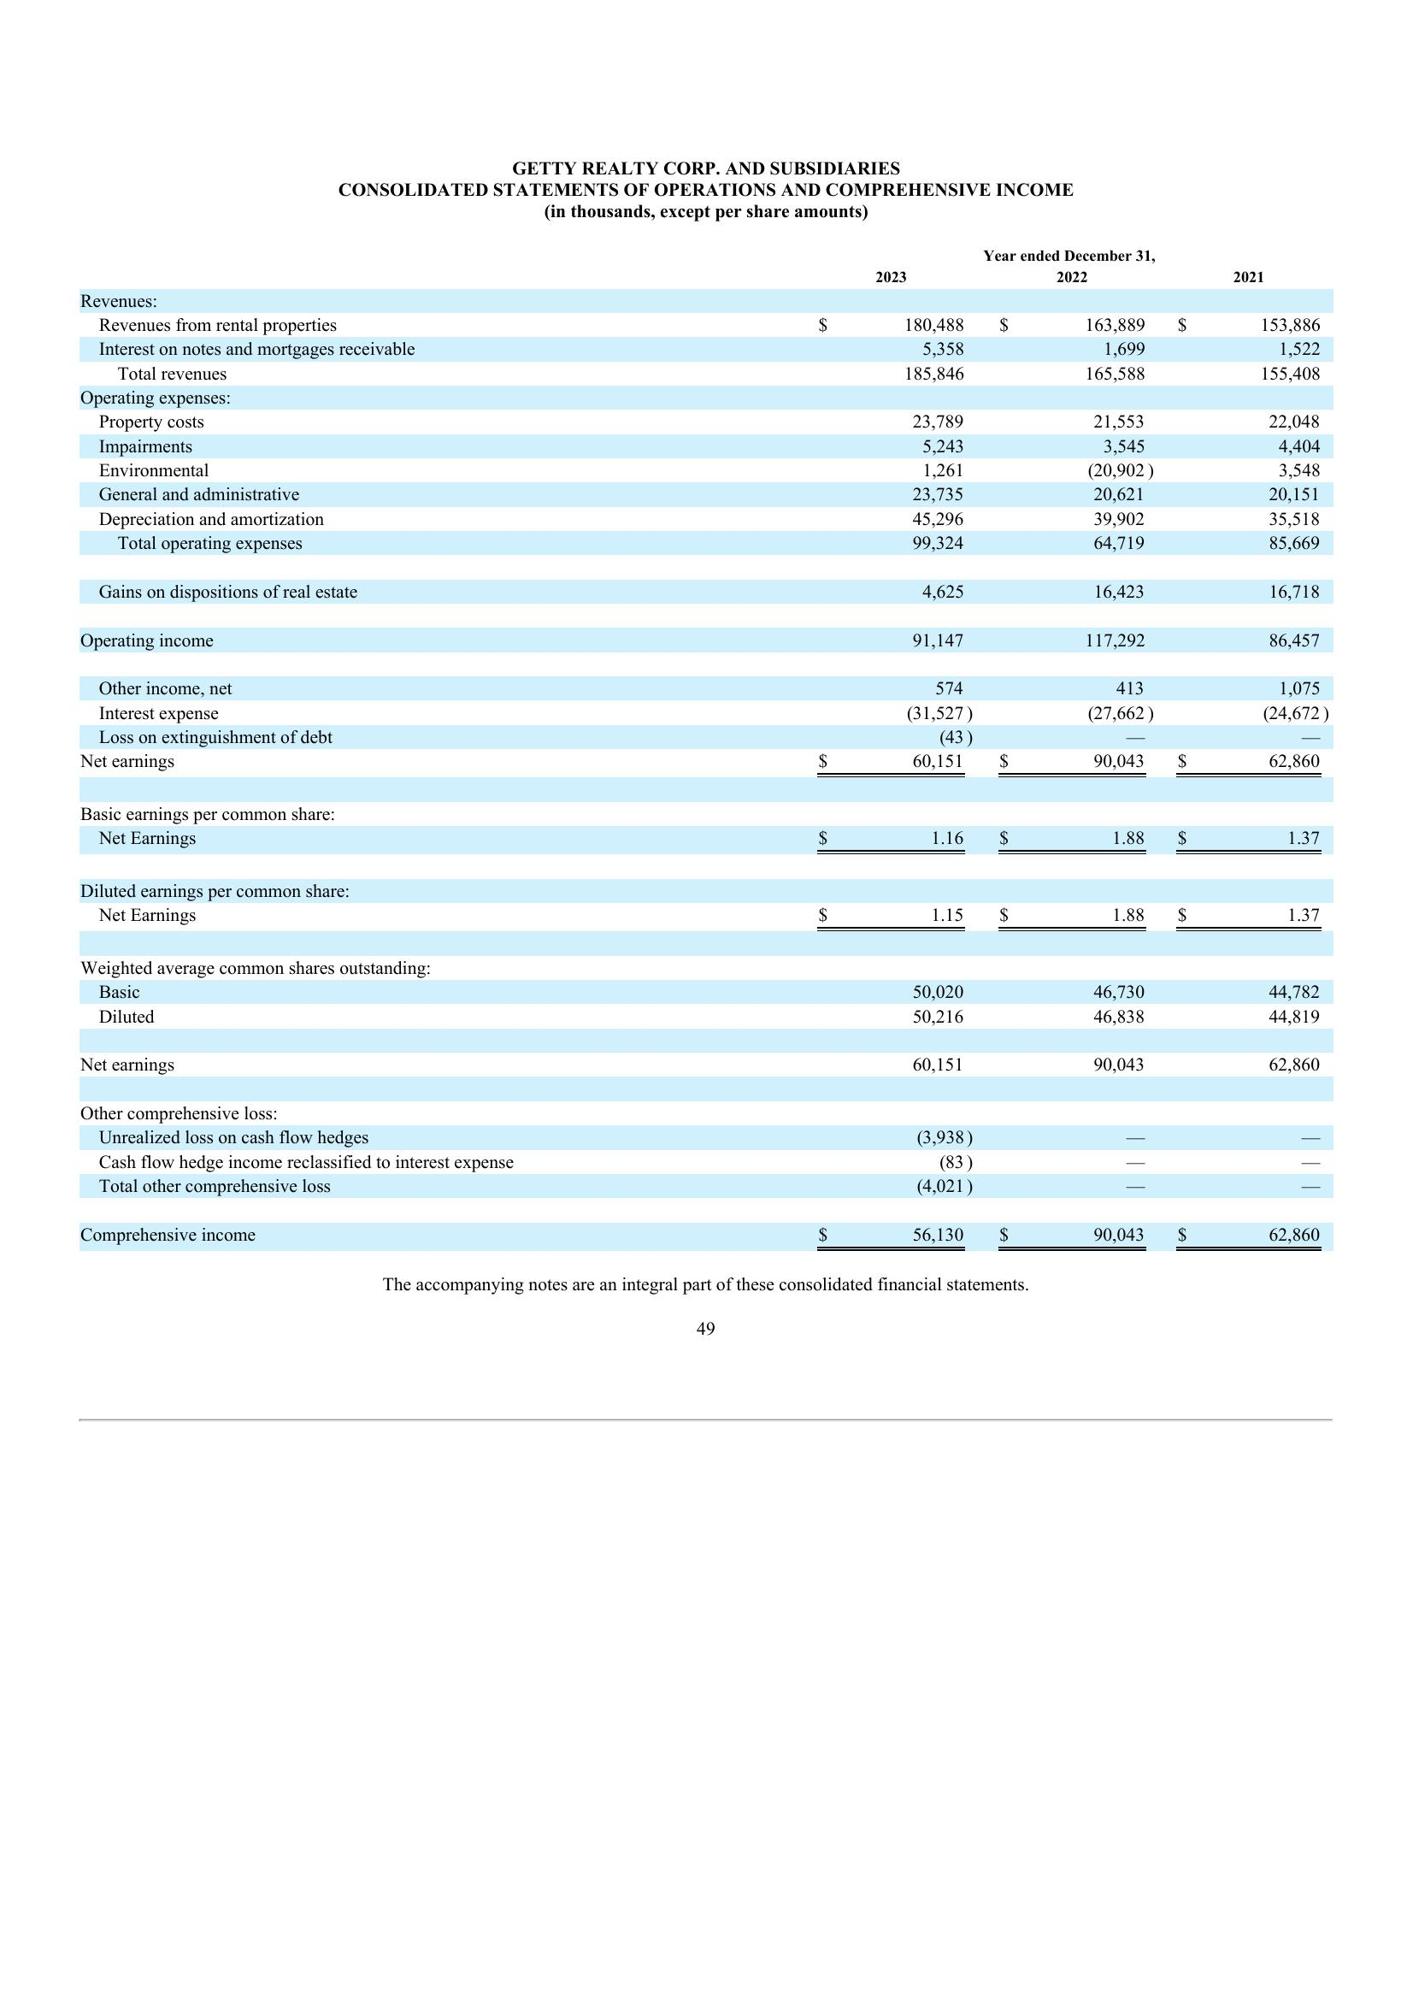 GETTY REALTY CORP. AND SUBSIDIARIES
CONSOLIDATED STATEMENTS OF OPERATIONS AND COMPREHENSIVE INCOME
(in thousands, except per share amounts)
Year ended December 31,
2023 2022 2021
Revenues:
Revenues from rental properties $ 180,488 $ 163,889 $ 153,886
Interest on notes and mortgages receivable 5,358 1,699 1,522
Total revenues 185,846 165,588 155,408
Operating expenses:
Property costs 23,789 21,553 22,048
Impairments 5,243 3,545 4,404
Environmental 1,261 (20,902 ) 3,548
General and administrative 23,735 20,621 20,151
Depreciation and amortization 45,296 39,902 35,518
Total operating expenses 99,324 64,719 85,669
Gains on dispositions of real estate 4,625 16,423 16,718
Operating income 91,147 117,292 86,457
Other income, net 574 413 1,075
Interest expense (31,527 ) (27,662 ) (24,672 )
Loss on extinguishment of debt (43 ) — —
Net earnings $ 60,151 $ 90,043 $ 62,860
Basic earnings per common share:
Net Earnings $ 1.16 $ 1.88 $ 1.37
Diluted earnings per common share:
Net Earnings $ 1.15 $ 1.88 $ 1.37
Weighted average common shares outstanding:
Basic 50,020 46,730 44,782
Diluted 50,216 46,838 44,819
Net earnings 60,151 90,043 62,860
Other comprehensive loss:
Unrealized loss on cash flow hedges (3,938 ) — —
Cash flow hedge income reclassified to interest expense (83 ) — —
Total other comprehensive loss (4,021 ) — —
Comprehensive income $ 56,130 $ 90,043 $ 62,860
The accompanying notes are an integral part of these consolidated financial statements.
49